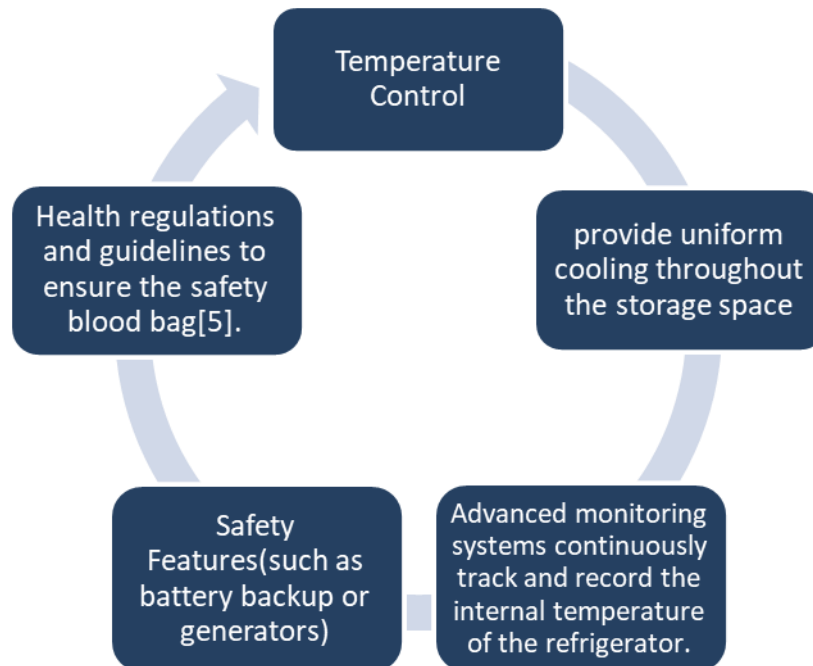 Temperature
Control
provide uniform
cooling throughout
the storage space
Advanced monitoring
systems continuously
track and record the
internal temperature
of the refrigerator.
Safety
Features(such as
battery backup or
generators)
Health regulations
and guidelines to
ensure the safety
blood bag[5].